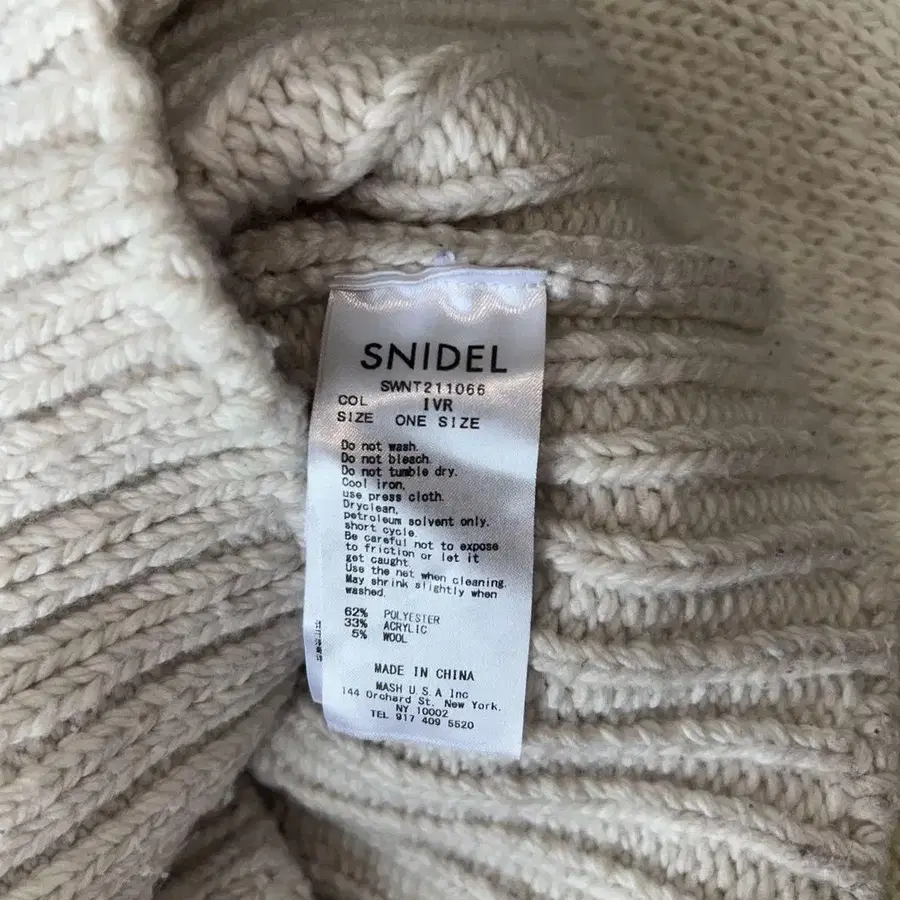 SNIDEL
SWNT211066
COL IVR
SIZE ONE SIZE
Do not wash.
Do not bleach.
Do not tumble dry.
Cool iron,
use press cloth.
Dryclean,
petroleum solvent only.
short cycle.
Be careful not to expose
to friction or let it
get caught.
Use the net when cleaning.
May shrink slightly when
washed.
62% POLYESTER
33% ACRYLIC
5% WOOL
MADE IN CHINA
MASH U.S.A Inc
144 Orchard St. New York.
NY 10002
TEL 917 409 5520